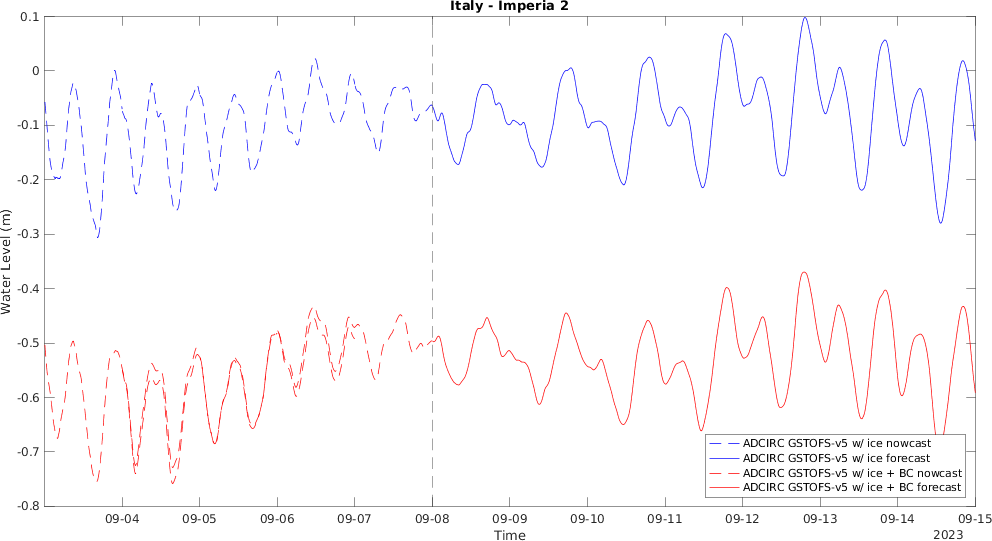 Italy - Imperia 2
0.1
0
-0.1
-0.2
-0.3
-0.4
-0.5
-0.6
-0.7
-0.8
Water Level (m)
ADCIRC GSTOFS-v5 w/ ice nowcast
ADCIRC GSTOFS-v5 w/ ice forecast
ADCIRC GSTOFS-v5 w/ ice + BC nowcast
ADCIRC GSTOFS-v5 w/ ice + BC forecast
09-04 09-05 09-06 09-07 09-08 09-09 09-10 09-11 09-12 09-13 09-14 09-15
Time
2023